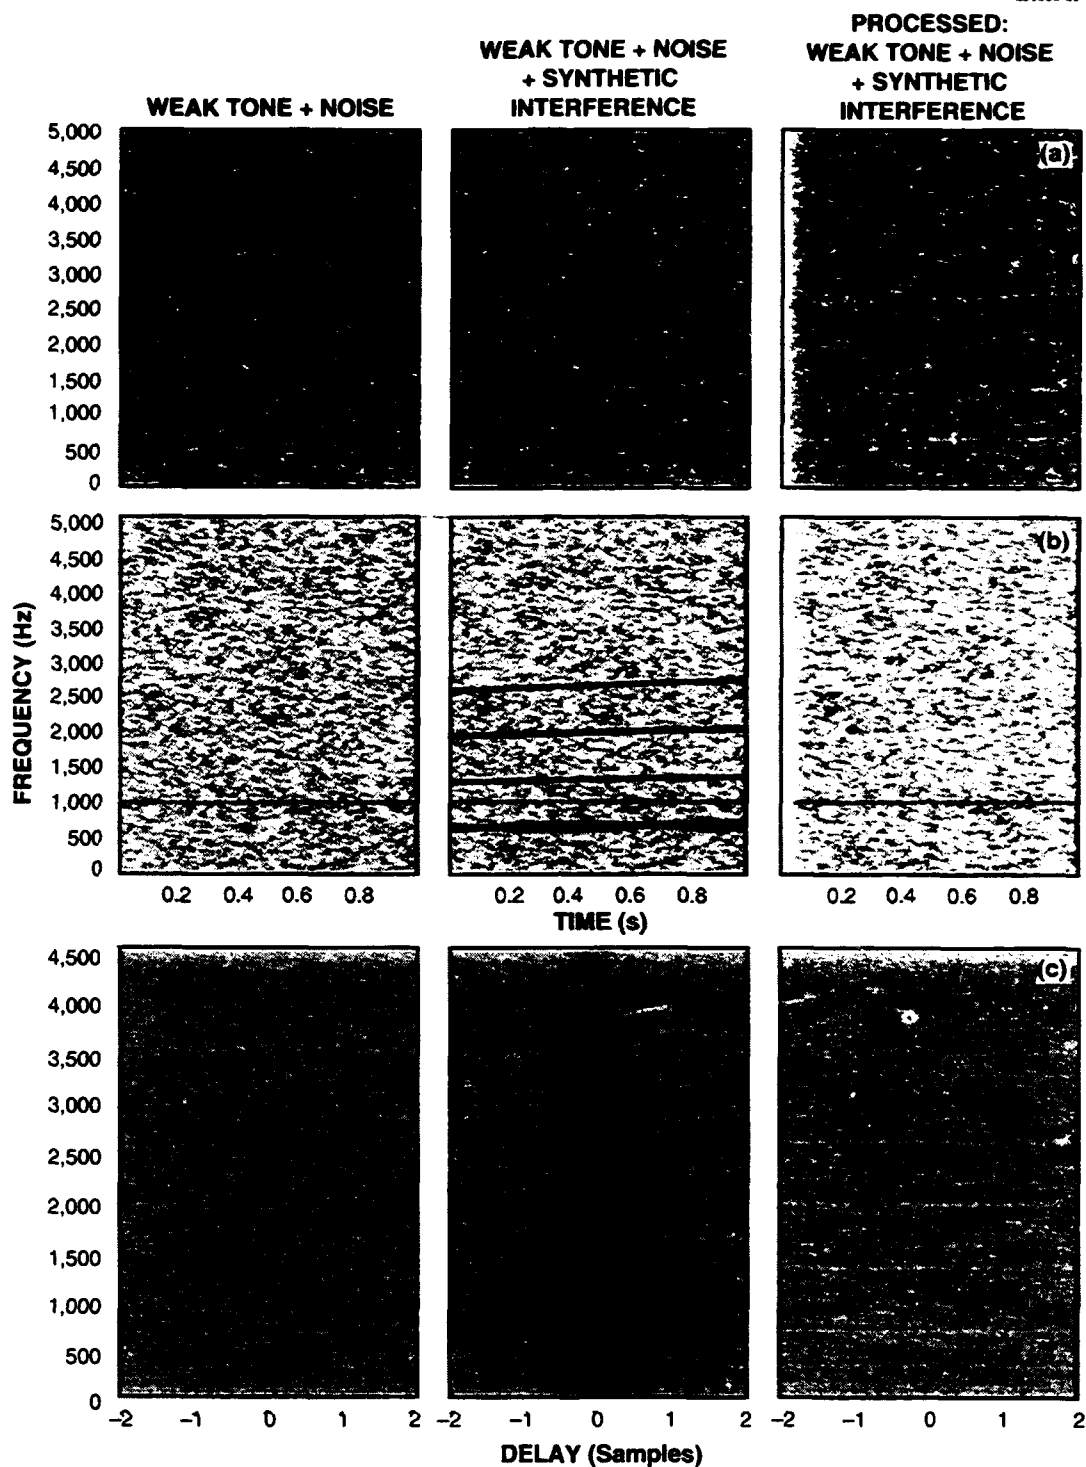 WEAK TONE + NOISE
WEAK TONE + NOISE
+ SYNTHETIC
INTERFERENCE
PROCESSED:
WEAK TONE + NOISE
+ SYNTHETIC
INTERFERENCE
5,000
4,500
4,000
3,500
3,000
2,500
2,000
1,500
1,000
500
0
(a)
5,000
4,500
4,000
3,500
3,000
2,500
2,000
1,500
1,000
500
0
(b)
FREQUENCY (Hz)
0.2 0.4 0.6 0.8
0.2 0.4 0.6 0.8
0.2 0.4 0.6 0.8
TIME (s)
4,500
4,000
3,500
3,000
2,500
2,000
1,500
1,000
500
0
(c)
−2 −1 0 1 2
−2 −1 0 1 2
−2 −1 0 1 2
DELAY (Samples)